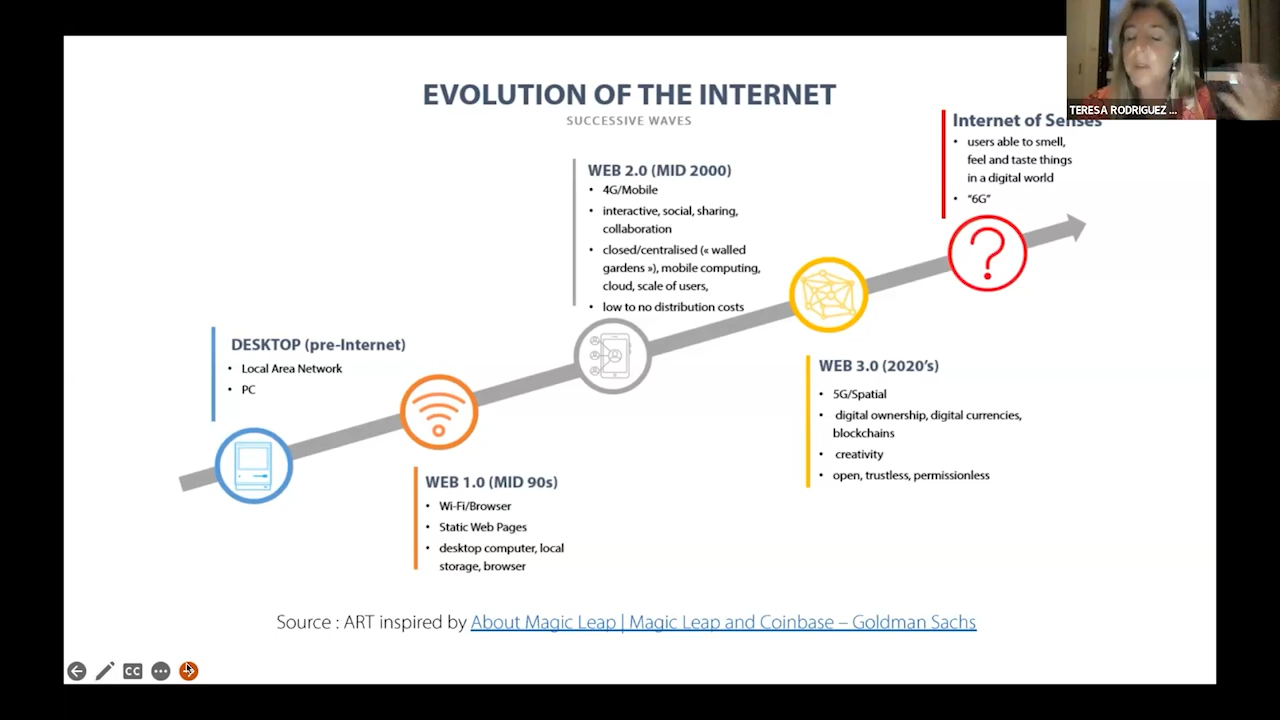 EVOLUTION OF THE INTERNET
SUCCESSIVE WAVES
TERESA RODRIGUEZ ...
Internet of Senses
• users able to smell,
feel and taste things
in a digital world
• "6G"
WEB 2.0 (MID 2000)
• 4G/Mobile
• interactive, social, sharing,
collaboration
• closed/centralised (« walled
gardens »), mobile computing,
cloud, scale of users,
• low to no distribution costs
DESKTOP (pre-Internet)
• Local Area Network
• PC
WEB 3.0 (2020's)
• 5G/Spatial
• digital ownership, digital currencies,
blockchains
• creativity
• open, trustless, permissionless
WEB 1.0 (MID 90s)
• Wi-Fi/Browser
• Static Web Pages
• desktop computer, local
storage, browser
Source : ART inspired by About Magic Leap | Magic Leap and Coinbase – Goldman Sachs
CC